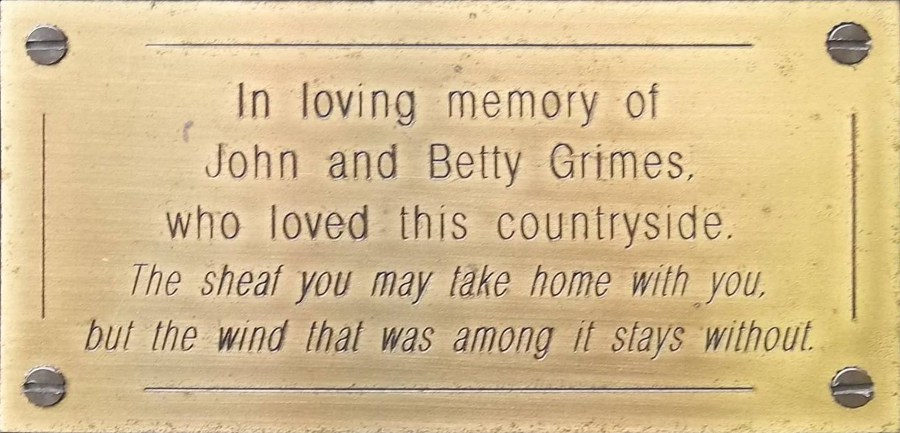 In loving memory of
John and Betty Grimes,
who loved this countryside.
The sheaf you may take home with you,
but the wind that was among it stays without.